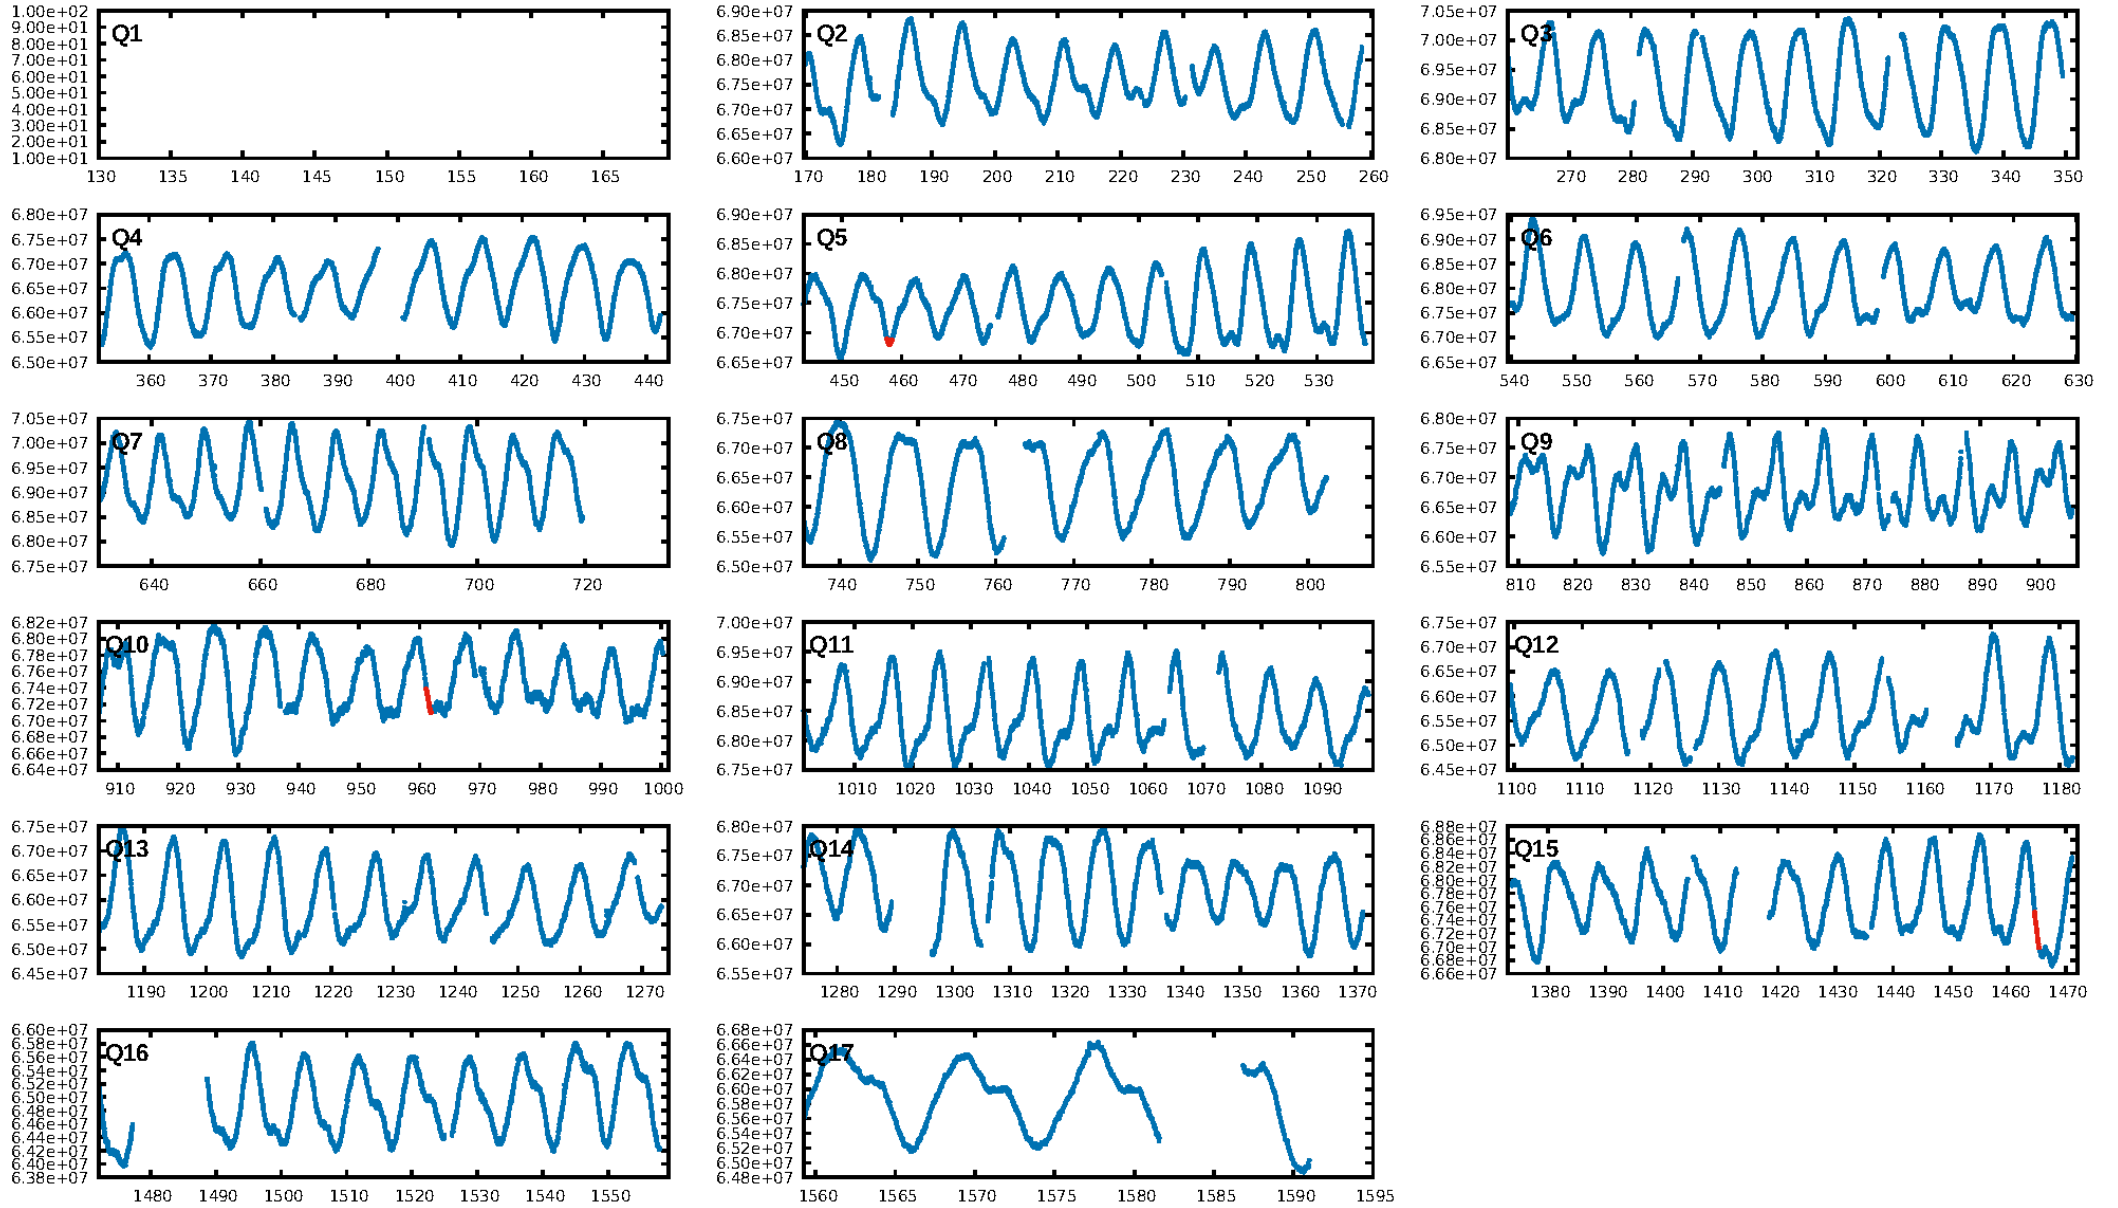 Q1
1.00e+02
9.00e+01
8.00e+01
7.00e+01
6.00e+01
5.00e+01
4.00e+01
3.00e+01
2.00e+01
1.00e+01
130 135 140 145 150 155 160 165
Q2
6.90e+07
6.85e+07
6.80e+07
6.75e+07
6.70e+07
6.65e+07
6.60e+07
170 180 190 200 210 220 230 240 250 260
Q3
7.05e+07
7.00e+07
6.95e+07
6.90e+07
6.85e+07
6.80e+07
270 280 290 300 310 320 330 340 350
Q4
6.80e+07
6.75e+07
6.70e+07
6.65e+07
6.60e+07
6.55e+07
6.50e+07
360 370 380 390 400 410 420 430 440
Q5
6.90e+07
6.85e+07
6.80e+07
6.75e+07
6.70e+07
6.65e+07
450 460 470 480 490 500 510 520 530
Q6
6.95e+07
6.90e+07
6.85e+07
6.80e+07
6.75e+07
6.70e+07
6.65e+07
540 550 560 570 580 590 600 610 620 630
Q7
7.05e+07
7.00e+07
6.95e+07
6.90e+07
6.85e+07
6.80e+07
6.75e+07
640 660 680 700 720
Q8
6.75e+07
6.70e+07
6.65e+07
6.60e+07
6.55e+07
6.50e+07
740 750 760 770 780 790 800
Q9
6.80e+07
6.75e+07
6.70e+07
6.65e+07
6.60e+07
6.55e+07
810 820 830 840 850 860 870 880 890 900
Q10
6.82e+07
6.80e+07
6.78e+07
6.76e+07
6.74e+07
6.72e+07
6.70e+07
6.68e+07
6.66e+07
6.64e+07
910 920 930 940 950 960 970 980 990 1000
Q11
7.00e+07
6.95e+07
6.90e+07
6.85e+07
6.80e+07
6.75e+07
1010 1020 1030 1040 1050 1060 1070 1080 1090
Q12
6.75e+07
6.70e+07
6.65e+07
6.60e+07
6.55e+07
6.50e+07
6.45e+07
1100 1110 1120 1130 1140 1150 1160 1170 1180
Q13
6.75e+07
6.70e+07
6.65e+07
6.60e+07
6.55e+07
6.50e+07
6.45e+07
1190 1200 1210 1220 1230 1240 1250 1260 1270
Q14
6.80e+07
6.75e+07
6.70e+07
6.65e+07
6.60e+07
6.55e+07
1280 1290 1300 1310 1320 1330 1340 1350 1360 1370
Q15
6.88e+07
6.86e+07
6.84e+07
6.82e+07
6.80e+07
6.78e+07
6.76e+07
6.74e+07
6.72e+07
6.70e+07
6.68e+07
6.66e+07
1380 1390 1400 1410 1420 1430 1440 1450 1460 1470
Q16
6.60e+07
6.58e+07
6.56e+07
6.54e+07
6.52e+07
6.50e+07
6.48e+07
6.46e+07
6.44e+07
6.42e+07
6.40e+07
6.38e+07
1480 1490 1500 1510 1520 1530 1540 1550
Q17
6.68e+07
6.66e+07
6.64e+07
6.62e+07
6.60e+07
6.58e+07
6.56e+07
6.54e+07
6.52e+07
6.50e+07
6.48e+07
1560 1565 1570 1575 1580 1585 1590 1595